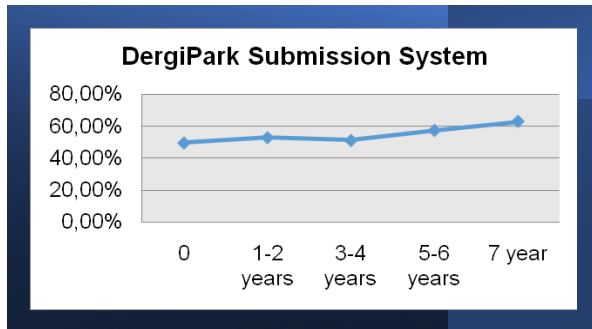 DergiPark Submission System
80,00%
60,00%
40,00%
20,00%
0,00%
0 1-2 3-4 5-6 7 year
years years years